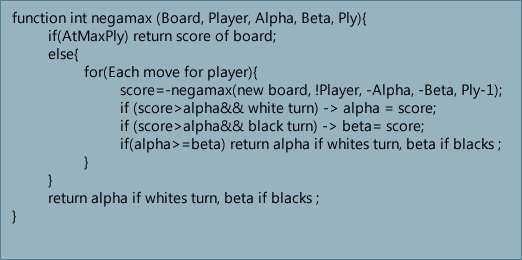 function int negamax (Board, Player, Alpha, Beta, Ply){
if(AtMaxPly) return score of board;
else{
for(Each move for player){
score=-negamax(new board, !Player, -Alpha, -Beta, Ply-1);
if (score>alpha&& white turn) -> alpha = score;
if (score>alpha&& black turn) -> beta= score;
if(alpha>=beta) return alpha if whites turn, beta if blacks ;
}
}
return alpha if whites turn, beta if blacks ;
}